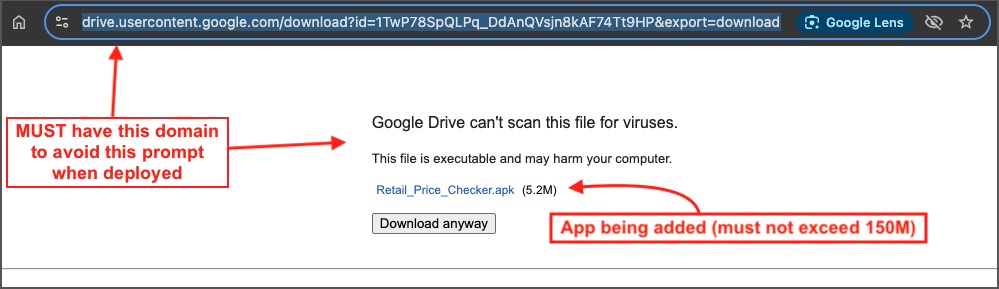 drive.usercontent.google.com/download?id=1TwP78SpQLPq_DdAnQVsjn8kAF74Tt9HP&export=download
Google Lens
MUST have this domain
to avoid this prompt
when deployed
Google Drive can't scan this file for viruses.
This file is executable and may harm your computer.
Retail_Price_Checker.apk (5.2M)
Download anyway
App being added (must not exceed 150M)